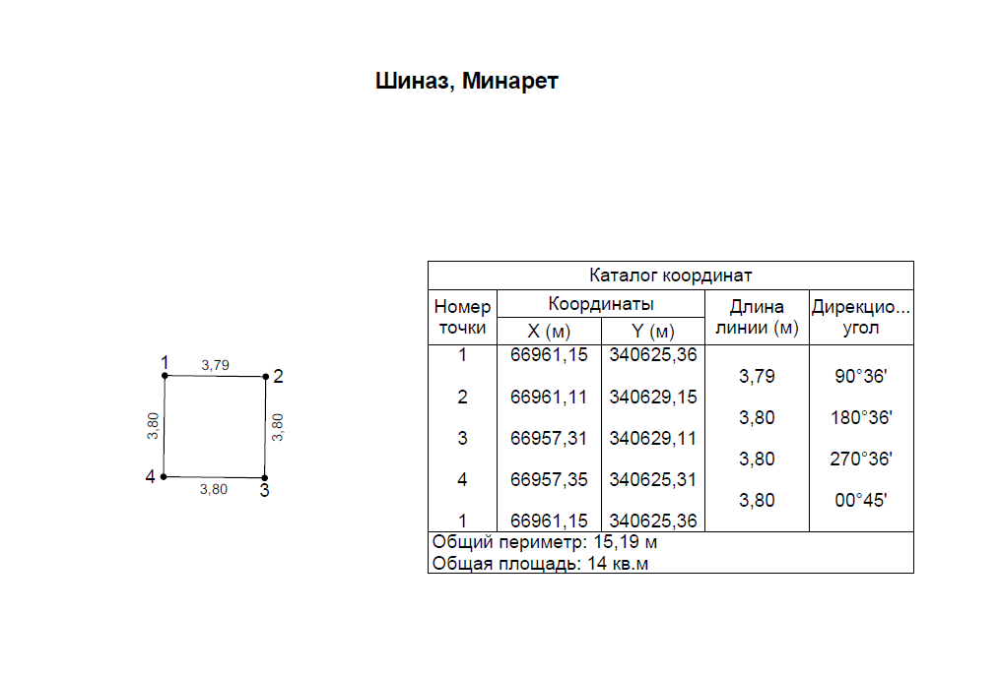 Шиназ, Минарет
1
3,79
2
3,80
3,80
4
3,80
3
Каталог координат
Номер точки
Координаты
Длина линии (м)
Дирекцио... угол
X (м)
Y (м)
1 66961,15 340625,36
3,79 90°36'
2 66961,11 340629,15
3,80 180°36'
3 66957,31 340629,11
3,80 270°36'
4 66957,35 340625,31
3,80 00°45'
1 66961,15 340625,36
Общий периметр: 15,19 м
Общая площадь: 14 кв.м